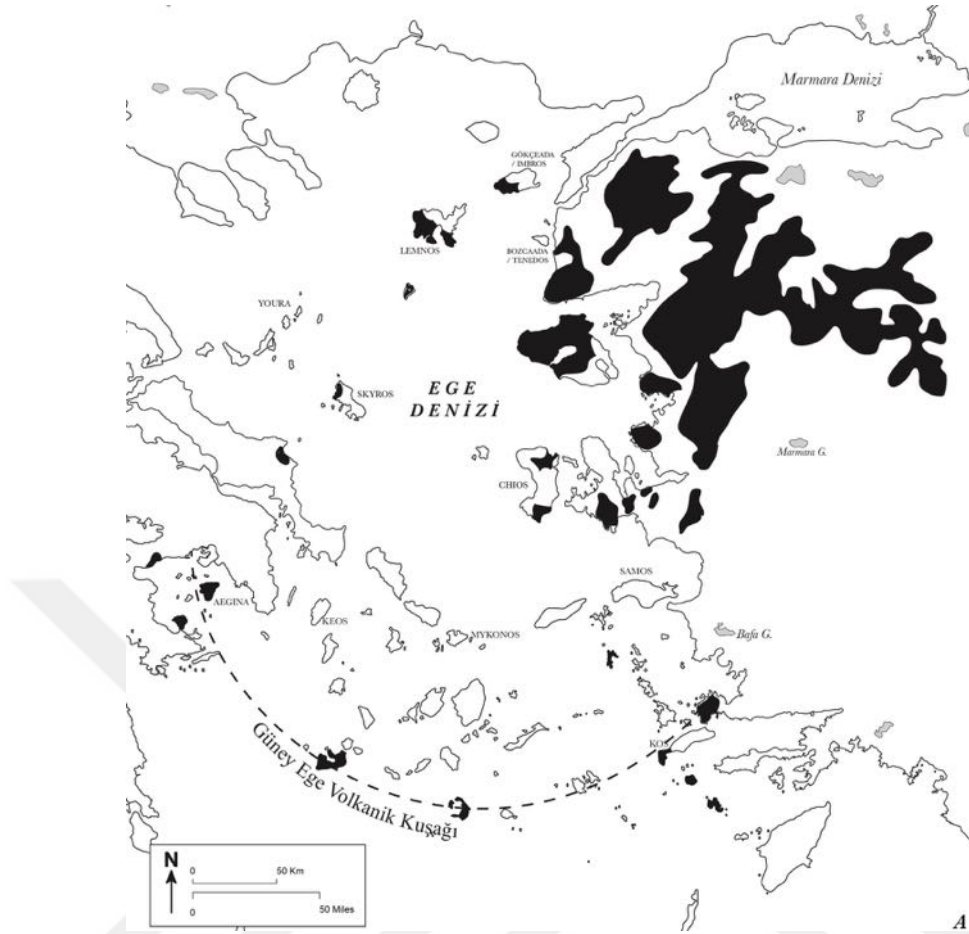 Marmara Denizi
GÖKÇEADA
/ IMBROS
LEMNOS
BOZCAADA
/ TENEDOS
YOURA
SKYROS
EGE
DENİZİ
Marmara G.
CHIOS
SAMOS
AEGINA
KEOS
MYKONOS
Bafa G.
KOS
Güney Ege Volkanik Kuşağı
N
0 50 Km
0 50 Miles
A